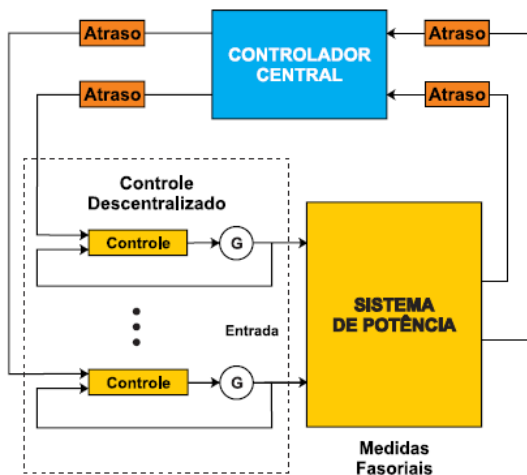 Atraso
CONTROLADOR
CENTRAL
Atraso
Atraso
Atraso
Controle
Descentralizado
Controle
G
SISTEMA
DE POTÊNCIA
Entrada
Controle
G
Medidas
Fasoriais